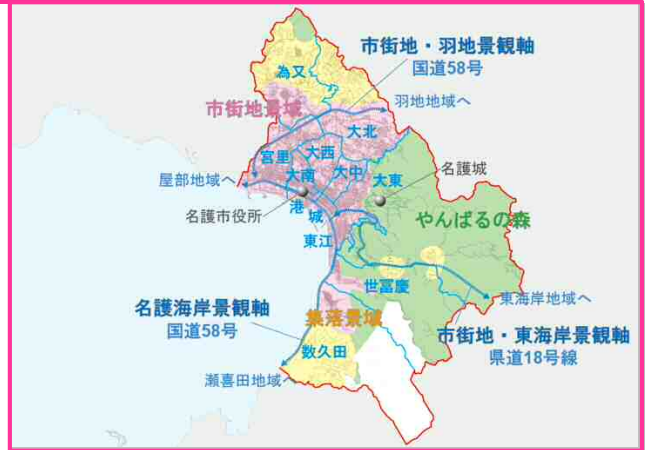 市街地・羽地景観軸
国道58号
為又
羽地地域へ
市街地景域
大北
宮里
大西
大南
大中
大東
名護城
屋部地域へ
名護市役所
港
城
東江
やんばるの森
世冨慶
東海岸地域へ
名護海岸景観軸
国道58号
集落景域
市街地・東海岸景観軸
県道18号線
数久田
瀬喜田地域へ